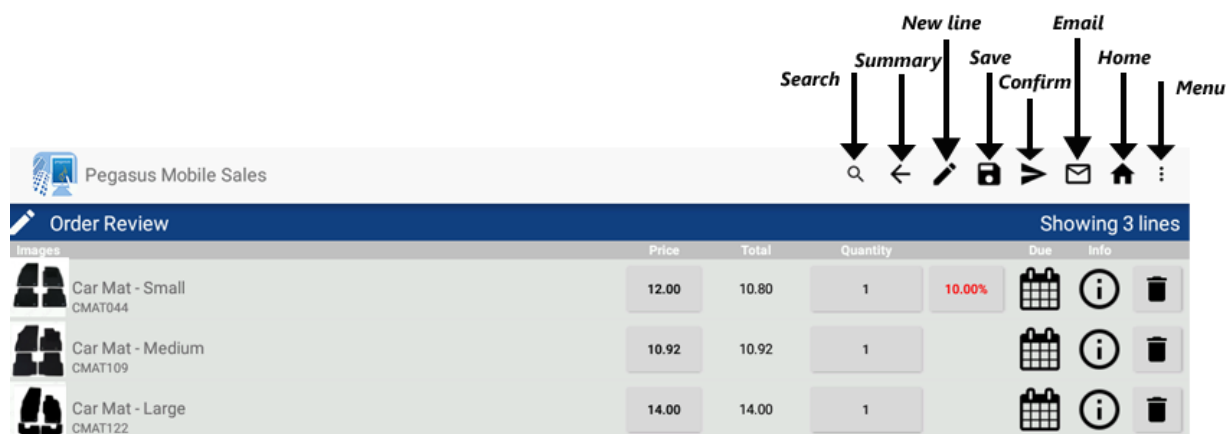 New line Email
Summary Save Home
Search Confirm Menu
Pegasus Mobile Sales
Order Review Showing 3 lines
Images Price Total Quantity Due Info
Car Mat - Small 12.00 10.80 1 10.00%
CMAT044
Car Mat - Medium 10.92 10.92 1
CMAT109
Car Mat - Large 14.00 14.00 1
CMAT122